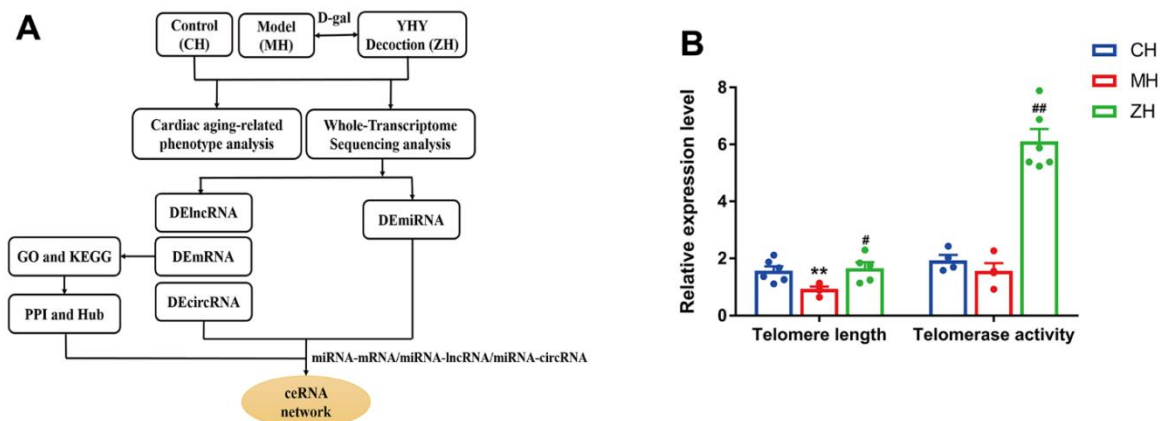 A
Control
(CH)
Model
(MH)
D-gal
YHY
Decoction (ZH)
Cardiac aging-related
phenotype analysis
Whole-Transcriptome
Sequencing analysis
DElncRNA
DEmiRNA
GO and KEGG
DEmRNA
PPI and Hub
DEcircRNA
miRNA-mRNA/miRNA-lncRNA/miRNA-circRNA
ceRNA
network
B
CH
MH
ZH
Relative expression level
8
6
4
2
0
**
#
##
Telomere length
Telomerase activity